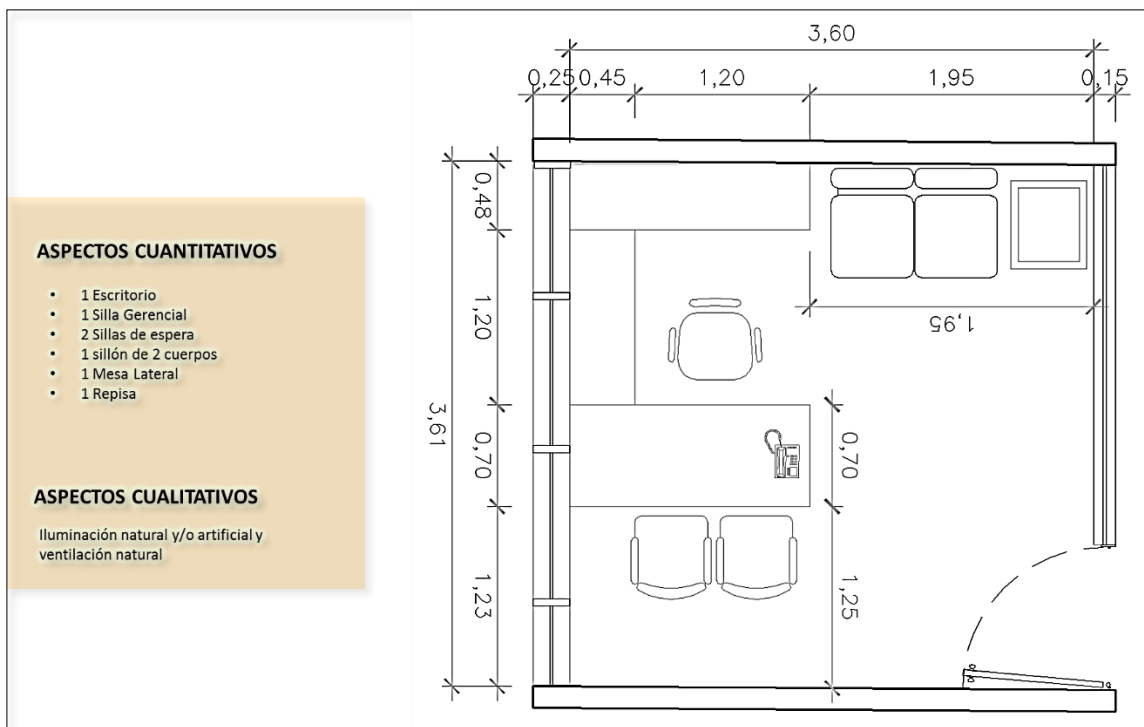 3,60
0,25 0,45 1,20 1,95 0,15
0,48
1,20
1,95
3,61
0,70
0,70
1,23
1,25
ASPECTOS CUANTITATIVOS
• 1 Escritorio
• 1 Silla Gerencial
• 2 Sillas de espera
• 1 sillón de 2 cuerpos
• 1 Mesa Lateral
• 1 Repisa
ASPECTOS CUALITATIVOS
Iluminación natural y/o artificial y
ventilación natural